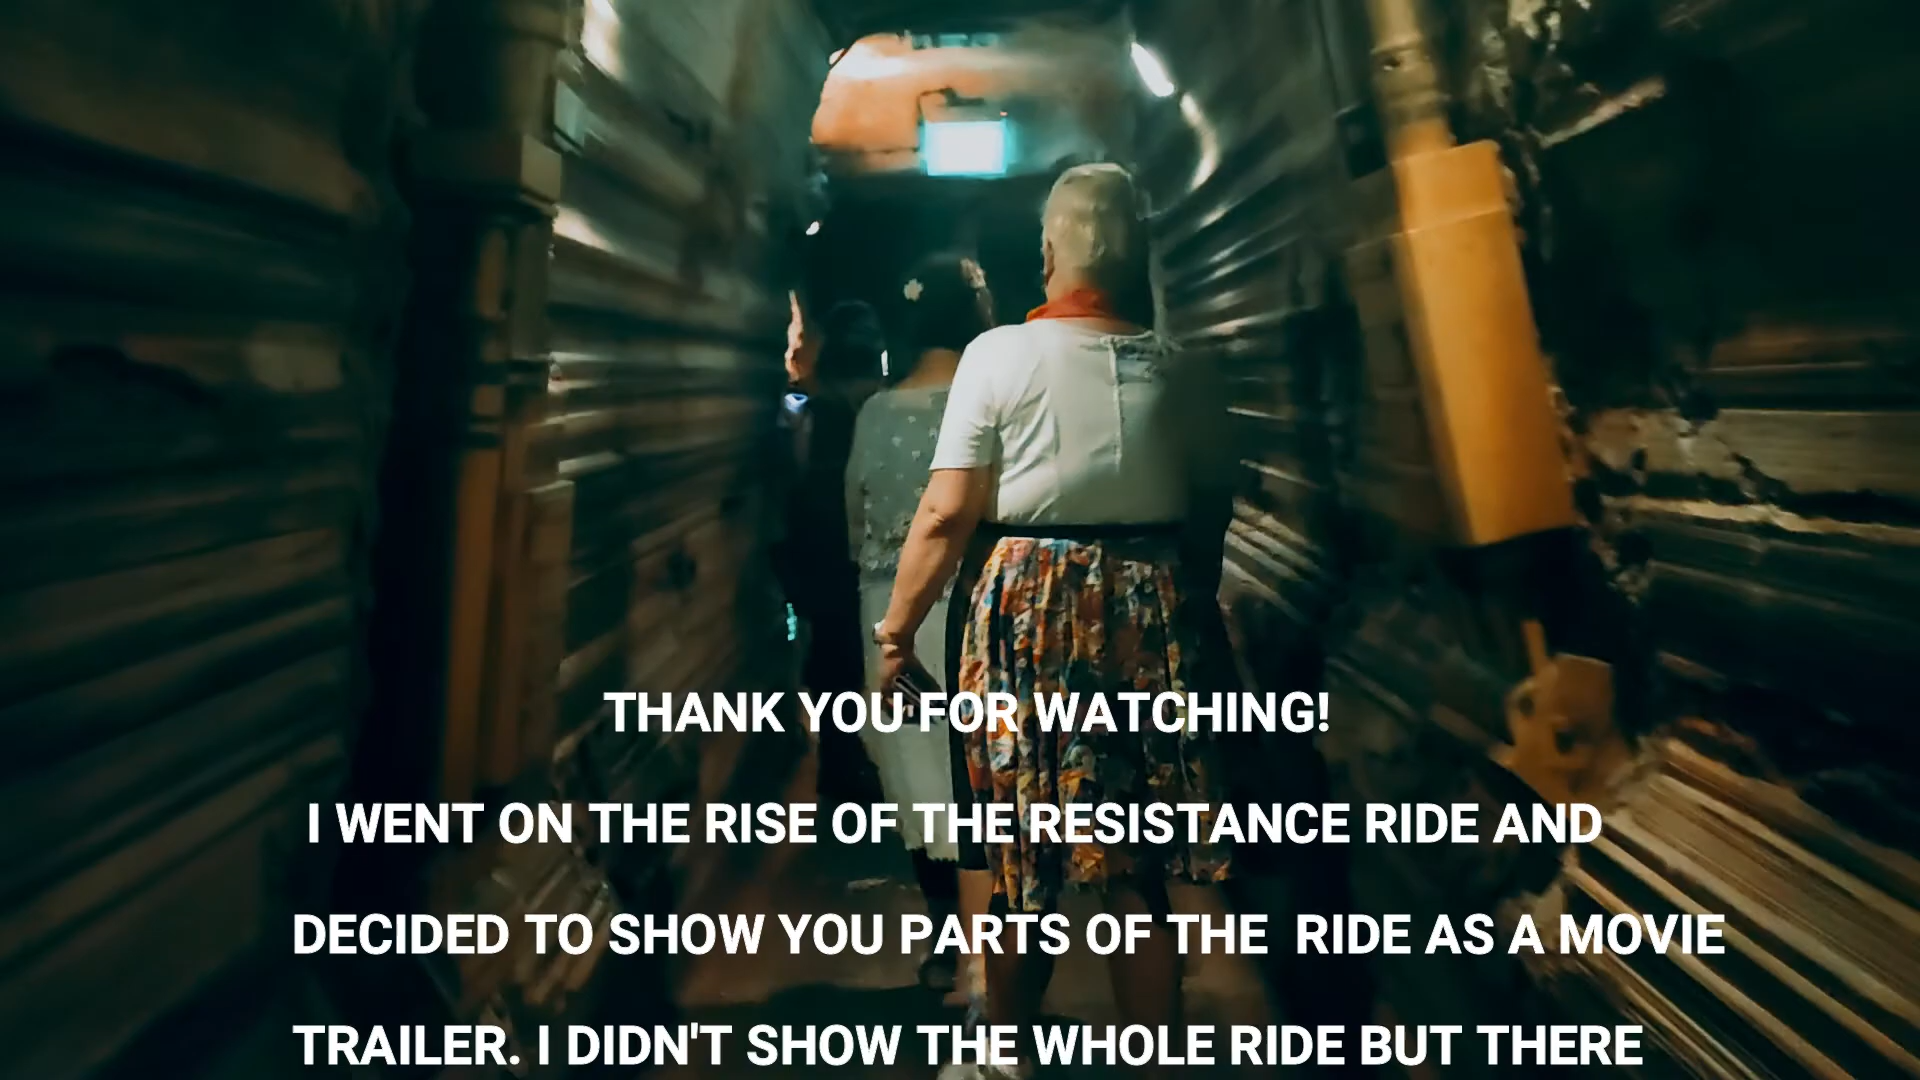 THANK YOU FOR WATCHING!
I WENT ON THE RISE OF THE RESISTANCE RIDE AND
DECIDED TO SHOW YOU PARTS OF THE  RIDE AS A MOVIE
TRAILER. I DIDN'T SHOW THE WHOLE RIDE BUT THERE